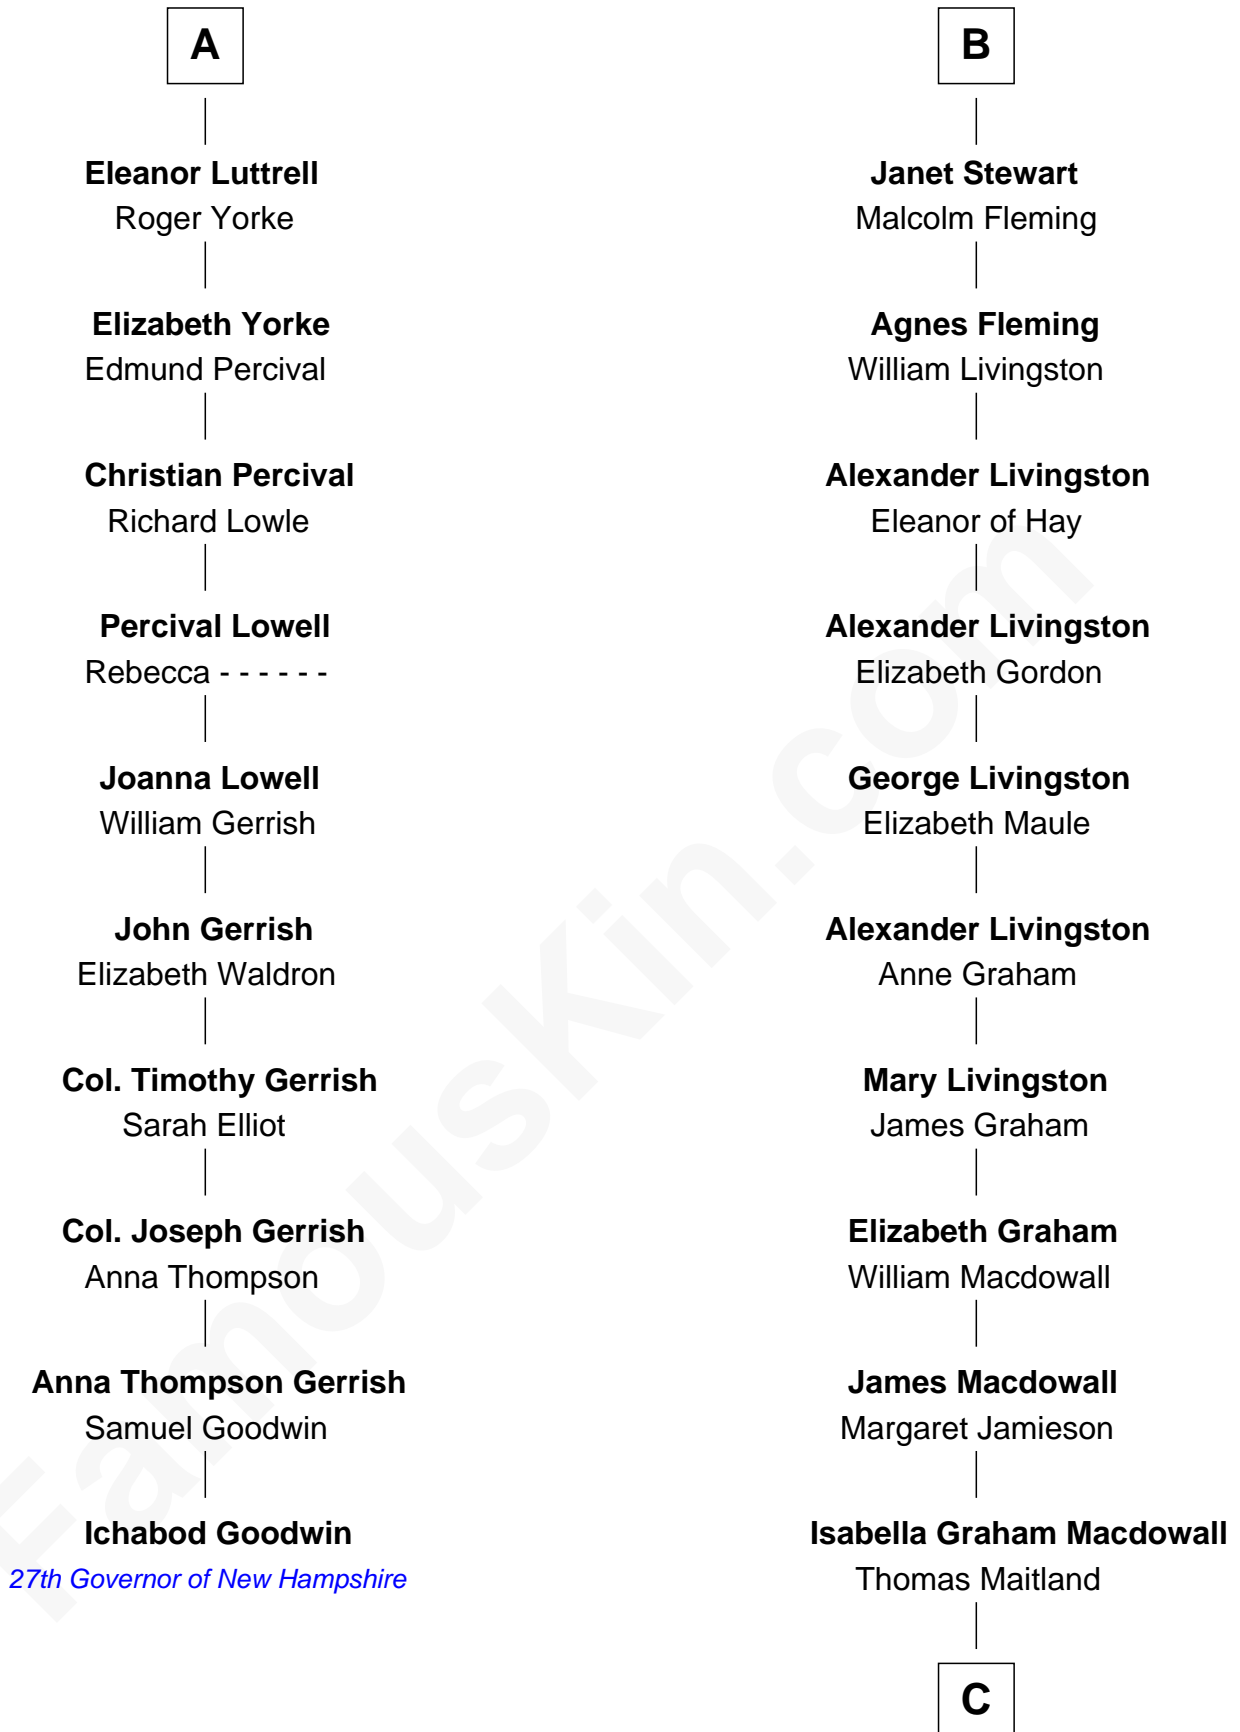 A
Eleanor Luttrell
Roger Yorke
Elizabeth Yorke
Edmund Percival
Christian Percival
Richard Lowle
Percival Lowell
Rebecca - - - - - -
Joanna Lowell
William Gerrish
John Gerrish
Elizabeth Waldron
Col. Timothy Gerrish
Sarah Elliot
Col. Joseph Gerrish
Anna Thompson
Anna Thompson Gerrish
Samuel Goodwin
Ichabod Goodwin
27th Governor of New Hampshire
B
Janet Stewart
Malcolm Fleming
Agnes Fleming
William Livingston
Alexander Livingston
Eleanor of Hay
Alexander Livingston
Elizabeth Gordon
George Livingston
Elizabeth Maule
Alexander Livingston
Anne Graham
Mary Livingston
James Graham
Elizabeth Graham
William Macdowall
James Macdowall
Margaret Jamieson
Isabella Graham Macdowall
Thomas Maitland
C
FamousKin.com